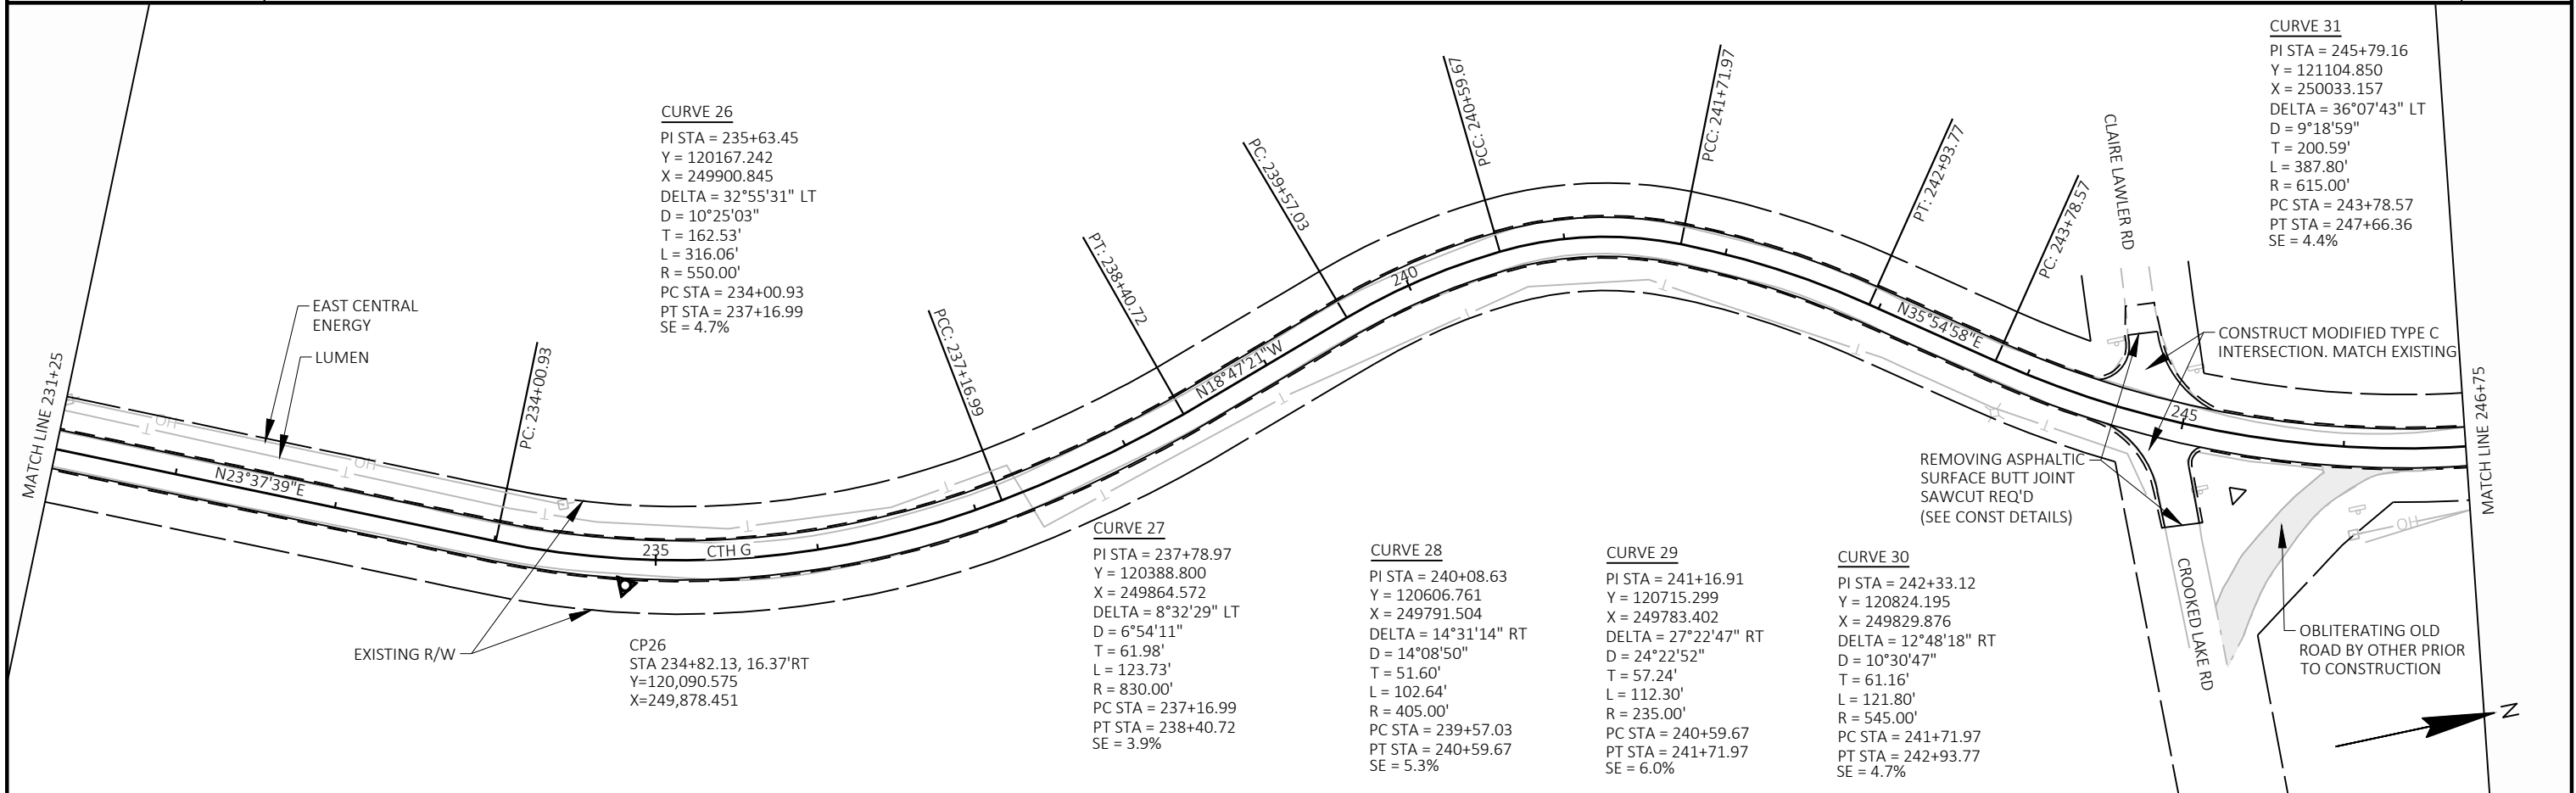 CURVE 26
PI STA = 235+63.45
Y = 120167.242
X = 249900.845
DELTA = 32°55'31" LT
D = 10°25'03"
T = 162.53'
L = 316.06'
R = 550.00'
PC STA = 234+00.93
PT STA = 237+16.99
SE = 4.7%
CURVE 31
PI STA = 245+79.16
Y = 121104.850
X = 250033.157
DELTA = 36°07'43" LT
D = 9°18'59"
T = 200.59'
L = 387.80'
R = 615.00'
PC STA = 243+78.57
PT STA = 247+66.36
SE = 4.4%
MATCH LINE 231+25
EAST CENTRAL
ENERGY
LUMEN
PC: 234+00.93
PCC: 237+16.99
PT: 238+40.72
PC: 239+57.03
PCC: 240+59.67
PCC: 241+71.97
PT: 242+93.77
PC: 243+78.57
CLAIRE LAWLER RD
CONSTRUCT MODIFIED TYPE C
INTERSECTION. MATCH EXISTING
MATCH LINE 246+75
OH
T
OH
T
T
T
T
T
T
T
T
T
T
T
OH
N23°37'39"E
235
CTH G
N18°47'21"W
240
N35°54'58"E
245
REMOVING ASPHALTIC
SURFACE BUTT JOINT
SAWCUT REQ'D
(SEE CONST DETAILS)
EXISTING R/W
CP26
STA 234+82.13, 16.37'RT
Y=120,090.575
X=249,878.451
CURVE 27
PI STA = 237+78.97
Y = 120388.800
X = 249864.572
DELTA = 8°32'29" LT
D = 6°54'11"
T = 61.98'
L = 123.73'
R = 830.00'
PC STA = 237+16.99
PT STA = 238+40.72
SE = 3.9%
CURVE 28
PI STA = 240+08.63
Y = 120606.761
X = 249791.504
DELTA = 14°31'14" RT
D = 14°08'50"
T = 51.60'
L = 102.64'
R = 405.00'
PC STA = 239+57.03
PT STA = 240+59.67
SE = 5.3%
CURVE 29
PI STA = 241+16.91
Y = 120715.299
X = 249783.402
DELTA = 27°22'47" RT
D = 24°22'52"
T = 57.24'
L = 112.30'
R = 235.00'
PC STA = 240+59.67
PT STA = 241+71.97
SE = 6.0%
CURVE 30
PI STA = 242+33.12
Y = 120824.195
X = 249829.876
DELTA = 12°48'18" RT
D = 10°30'47"
T = 61.16'
L = 121.80'
R = 545.00'
PC STA = 241+71.97
PT STA = 242+93.77
SE = 4.7%
CROOKED LAKE RD
OBLITERATING OLD
ROAD BY OTHER PRIOR
TO CONSTRUCTION
N